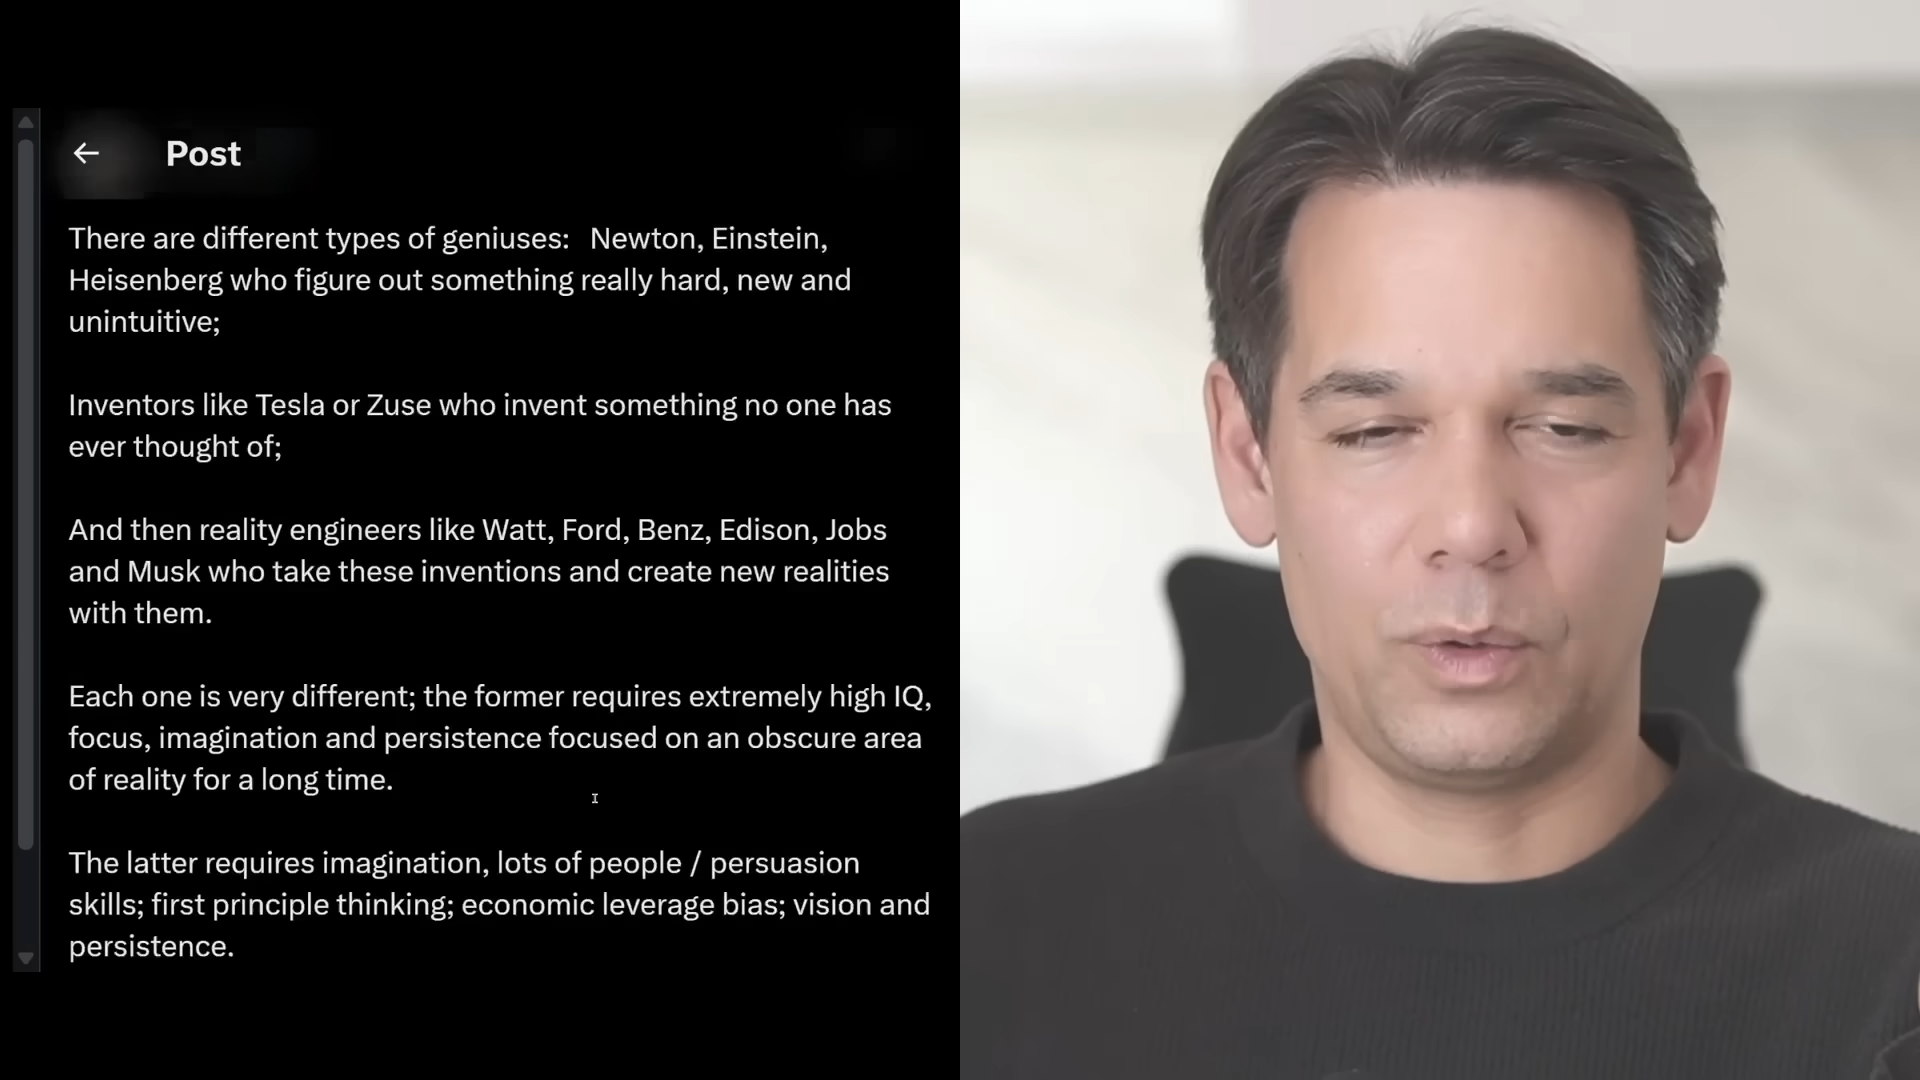 Post
There are different types of geniuses: Newton, Einstein,
Heisenberg who figure out something really hard, new and
unintuitive;
Inventors like Tesla or Zuse who invent something no one has
ever thought of;
And then reality engineers like Watt, Ford, Benz, Edison, Jobs
and Musk who take these inventions and create new realities
with them.
Each one is very different; the former requires extremely high IQ,
focus, imagination and persistence focused on an obscure area
of reality for a long time.
The latter requires imagination, lots of people / persuasion
skills; first principle thinking; economic leverage bias; vision and
persistence.